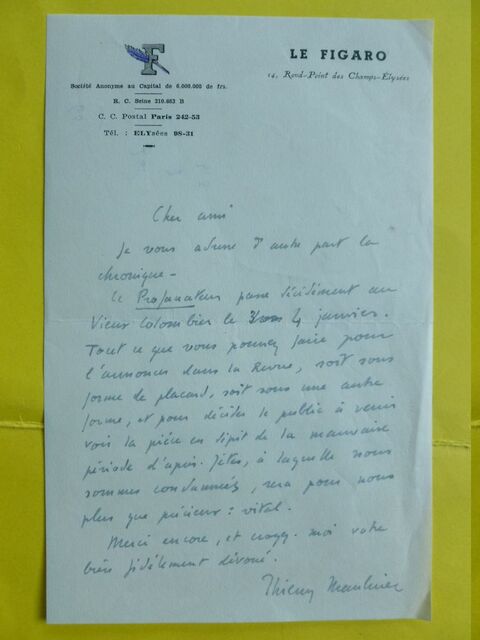 F
LE FIGARO
14, Rond-Point des Champs-Élysées
Société Anonyme au Capital de 6.000.000 de frs.
R. C. Seine 210.663 B
C. C. Postal Paris 242-53
Tél. : ELYsées 98-31
Cher ami
Je vous adresse d'autre part la
chronique -
Le Profanateur passe décidément au
Vieux Colombier le 4 janvier.
Tout ce que vous pourrez faire pour
l'annoncer dans la Revue, soit sous
forme de placard, soit sous une autre
forme, et pour décider le public à venir
voir la pièce en dépit de la mauvaise
période d'après-fêtes, à laquelle nous
sommes condamnés, sera pour nous
plus que précieux : vital.
Merci encore, et croyez-moi votre
bien fidèlement dévoué.
Thierry Maulnier